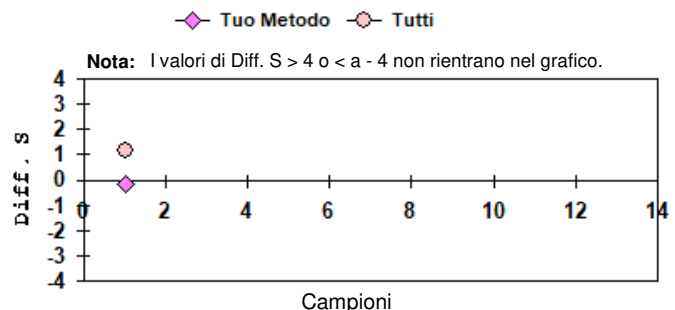 Tuo Metodo Tutti
Nota: I valori di Diff. S > 4 o < a - 4 non rientrano nel grafico.
4
3
2
1
0
-1
-2
-3
-4
Diff. S
0 2 4 6 8 10 12 14
Campioni